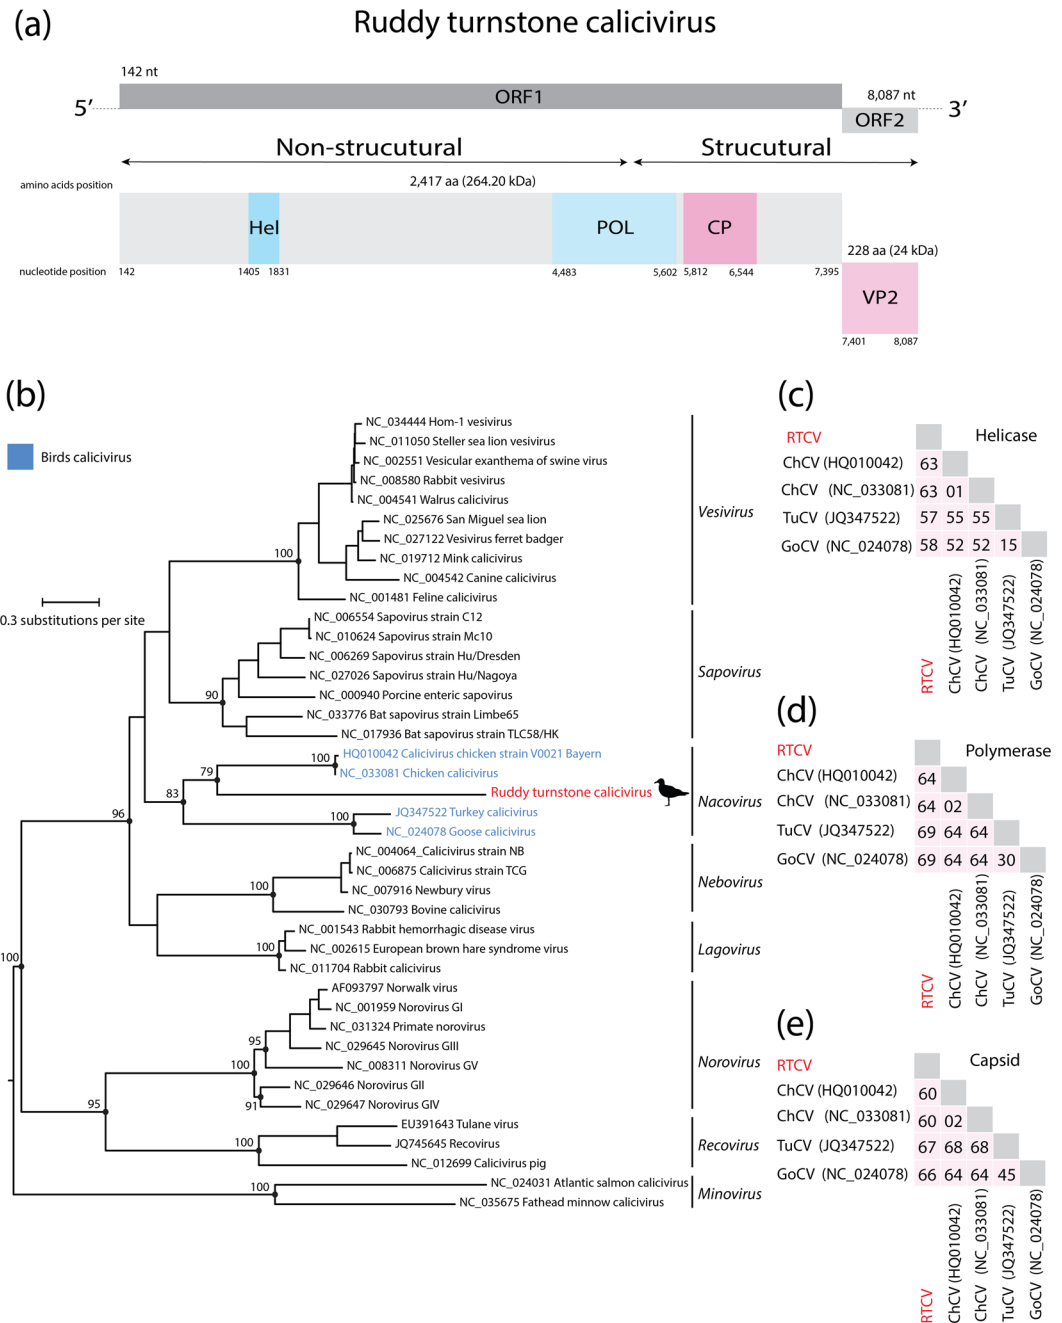 (a)
Ruddy turnstone calicivirus
142 nt
ORF1
8,087 nt
5′
3′
ORF2
Non-strucutural
Strucutural
amino acids position
2,417 aa (264.20 kDa)
Hel
POL
CP
228 aa (24 kDa)
nucleotide position
142
1405
1831
4,483
5,602
5,812
6,544
7,395
VP2
7,401
8,087
(b)
Birds calicivirus
0.3 substitutions per site
NC_034444 Hom-1 vesivirus
NC_011050 Steller sea lion vesivirus
NC_002551 Vesicular exanthema of swine virus
NC_008580 Rabbit vesivirus
NC_004541 Walrus calicivirus
NC_025676 San Miguel sea lion
NC_027122 Vesivirus ferret badger
NC_019712 Mink calicivirus
NC_004542 Canine calicivirus
NC_001481 Feline calicivirus
100
Vesivirus
NC_006554 Sapovirus strain C12
NC_010624 Sapovirus strain Mc10
NC_006269 Sapovirus strain Hu/Dresden
NC_027026 Sapovirus strain Hu/Nagoya
NC_000940 Porcine enteric sapovirus
NC_033776 Bat sapovirus strain Limbe65
NC_017936 Bat sapovirus strain TLC58/HK
90
Sapovirus
HQ010042 Calicivirus chicken strain V0021 Bayern
NC_033081 Chicken calicivirus
Ruddy turnstone calicivirus
JQ347522 Turkey calicivirus
NC_024078 Goose calicivirus
100
79
83
100
96
Nacovirus
NC_004064_Calicivirus strain NB
NC_006875 Calicivirus strain TCG
NC_007916 Newbury virus
NC_030793 Bovine calicivirus
100
Nebovirus
NC_001543 Rabbit hemorrhagic disease virus
NC_002615 European brown hare syndrome virus
NC_011704 Rabbit calicivirus
100
100
Lagovirus
AF093797 Norwalk virus
NC_001959 Norovirus GI
NC_031324 Primate norovirus
NC_029645 Norovirus GIII
NC_008311 Norovirus GV
NC_029646 Norovirus GII
NC_029647 Norovirus GIV
95
100
91
95
Norovirus
EU391643 Tulane virus
JQ745645 Recovirus
NC_012699 Calicivirus pig
100
Recovirus
NC_024031 Atlantic salmon calicivirus
NC_035675 Fathead minnow calicivirus
100
Minovirus
(c)
Helicase
RTCV
ChCV (HQ010042) 63
ChCV (NC_033081) 63 01
TuCV (JQ347522) 57 55 55
GoCV (NC_024078) 58 52 52 15
RTCV
ChCV (HQ010042)
ChCV (NC_033081)
TuCV (JQ347522)
GoCV (NC_024078)
(d)
Polymerase
RTCV
ChCV (HQ010042) 64
ChCV (NC_033081) 64 02
TuCV (JQ347522) 69 64 64
GoCV (NC_024078) 69 64 64 30
RTCV
ChCV (HQ010042)
ChCV (NC_033081)
TuCV (JQ347522)
GoCV (NC_024078)
(e)
Capsid
RTCV
ChCV (HQ010042) 60
ChCV (NC_033081) 60 02
TuCV (JQ347522) 67 68 68
GoCV (NC_024078) 66 64 64 45
RTCV
ChCV (HQ010042)
ChCV (NC_033081)
TuCV (JQ347522)
GoCV (NC_024078)